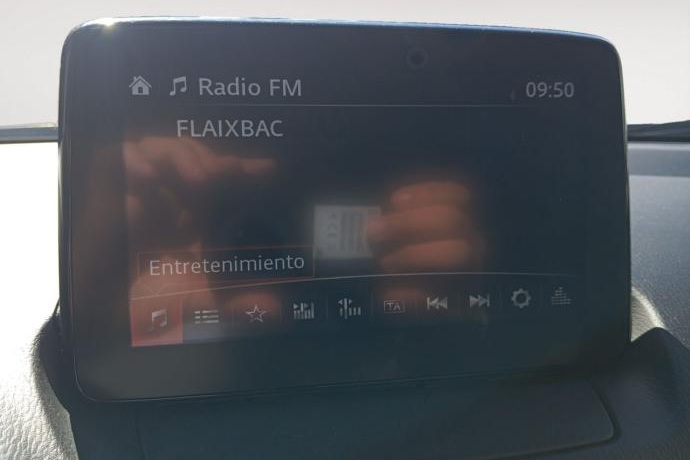 Radio FM
09:50
FLAIXBAC
Entretenimiento
TA